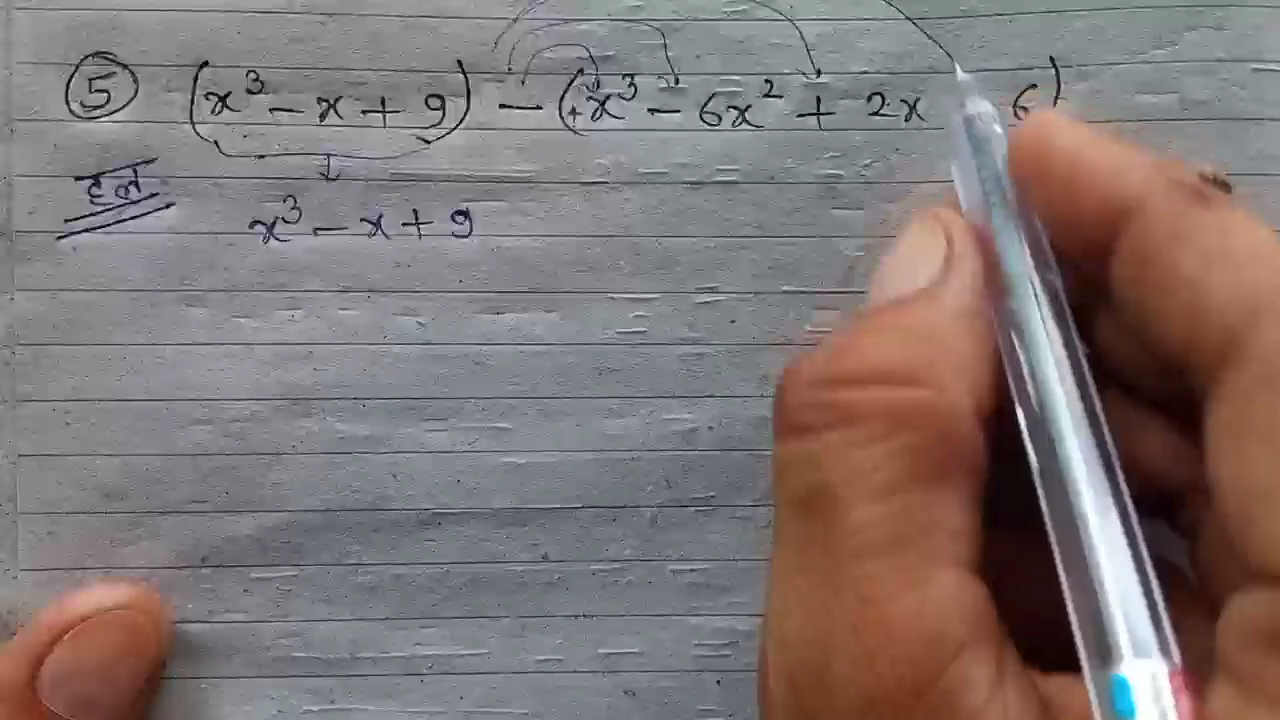 ⑤ (x³ - x + 9) - (+x³ - 6x² + 2x 6)
हल
x³ - x + 9